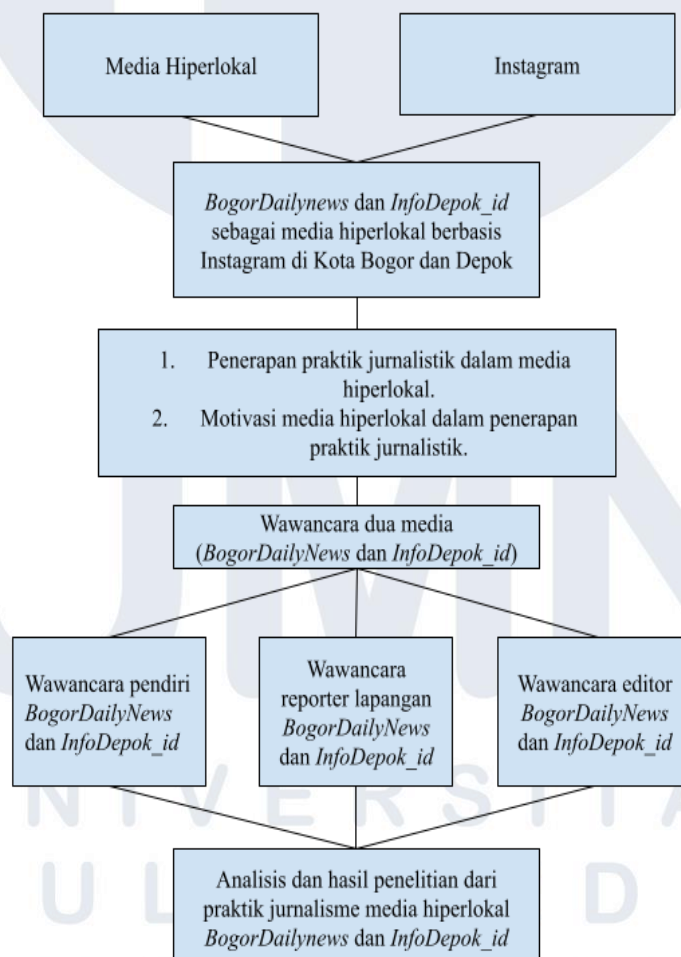 Media Hiperlokal
Instagram
BogorDailynews dan InfoDepok_id
sebagai media hiperlokal berbasis
Instagram di Kota Bogor dan Depok
1. Penerapan praktik jurnalistik dalam media
hiperlokal.
2. Motivasi media hiperlokal dalam penerapan
praktik jurnalistik.
Wawancara dua media
(BogorDailyNews dan InfoDepok_id)
Wawancara pendiri
BogorDailyNews
dan InfoDepok_id
Wawancara
reporter lapangan
BogorDailyNews
dan InfoDepok_id
Wawancara editor
BogorDailyNews
dan InfoDepok_id
Analisis dan hasil penelitian dari
praktik jurnalisme media hiperlokal
BogorDailynews dan InfoDepok_id